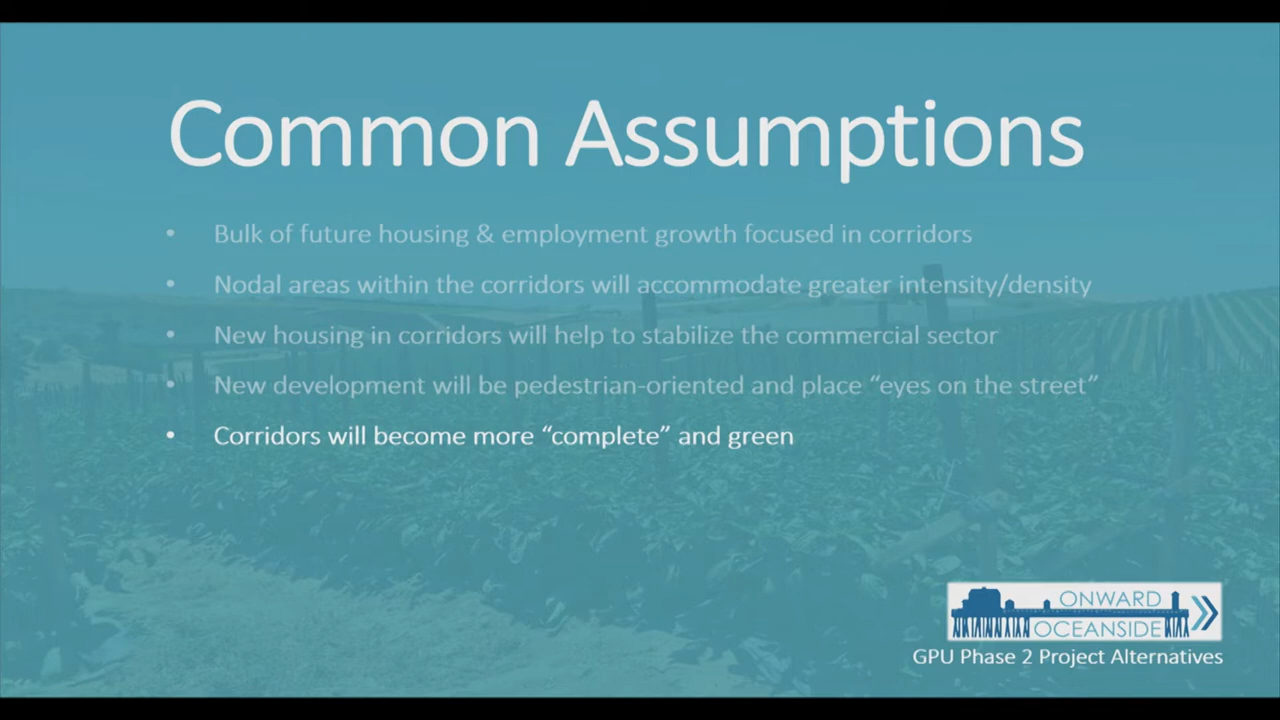 Common Assumptions
• Bulk of future housing & employment growth focused in corridors
• Nodal areas within the corridors will accommodate greater intensity/density
• New housing in corridors will help to stabilize the commercial sector
• New development will be pedestrian-oriented and place “eyes on the street”
• Corridors will become more “complete” and green
ONWARD
OCEANSIDE
GPU Phase 2 Project Alternatives